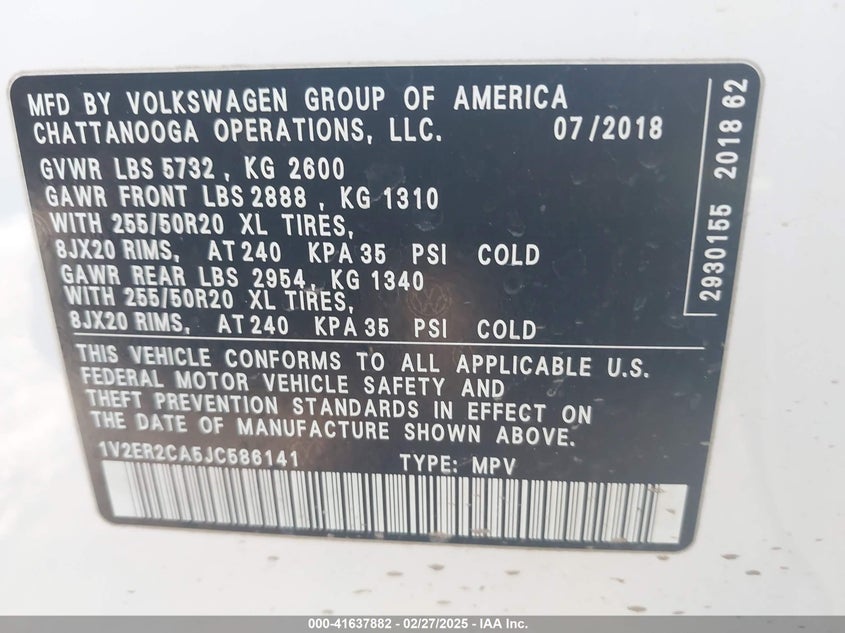 MFD BY VOLKSWAGEN GROUP OF AMERICA
CHATTANOOGA OPERATIONS, LLC. 07/2018
GVWR LBS 5732 , KG 2600
GAWR FRONT LBS 2888 , KG 1310
WITH 255/50R20 XL TIRES,
8JX20 RIMS, AT 240 KPA 35 PSI COLD
GAWR REAR LBS 2954, KG 1340
WITH 255/50R20 XL TIRES,
8JX20 RIMS, AT 240 KPA 35 PSI COLD
THIS VEHICLE CONFORMS TO ALL APPLICABLE U.S.
FEDERAL MOTOR VEHICLE SAFETY AND
THEFT PREVENTION STANDARDS IN EFFECT ON
THE DATE OF MANUFACTURE SHOWN ABOVE.
1V2ER2CA5JC586141 TYPE: MPV
2930155 2018 62
000-41637882 - 02/27/2025 - IAA Inc.